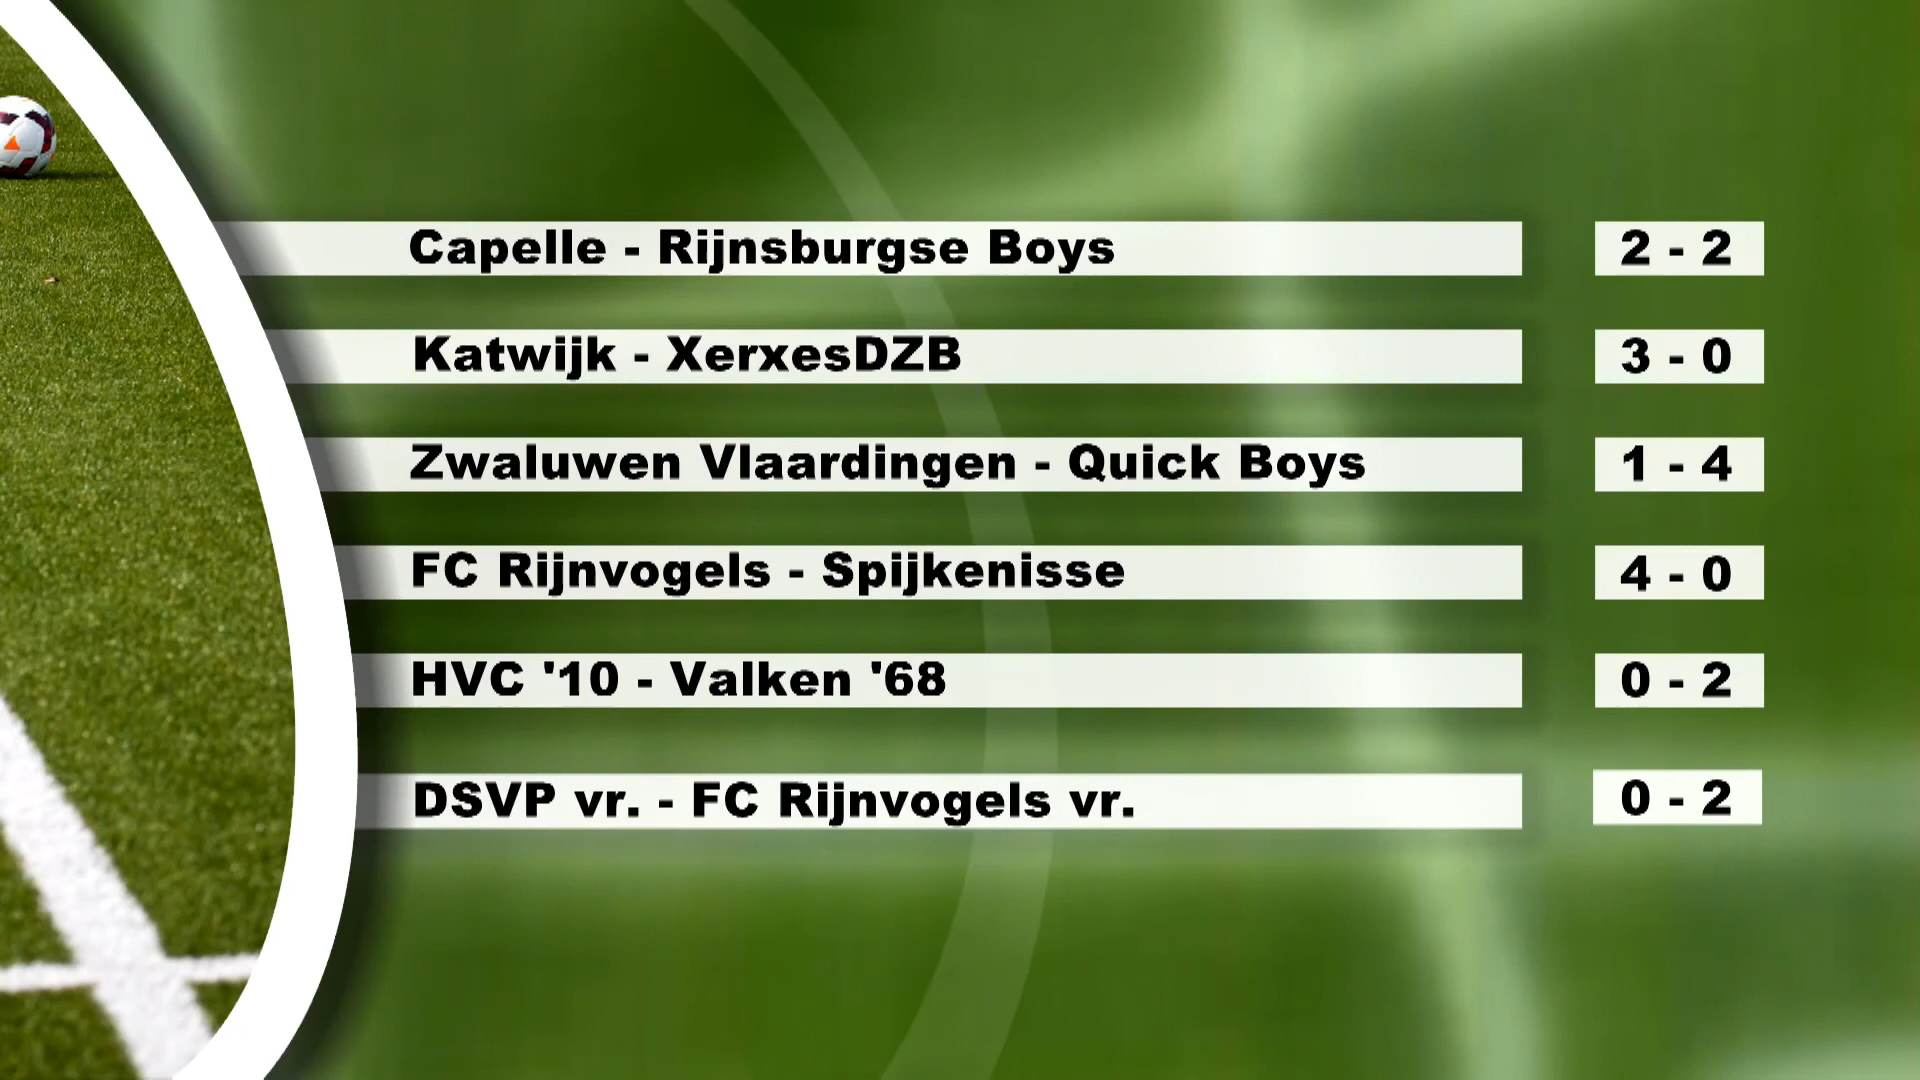 Capelle - Rijnsburgse Boys 2 - 2
Katwijk - XerxesDZB 3 - 0
Zwaluwen Vlaardingen - Quick Boys 1 - 4
FC Rijnvogels - Spijkenisse 4 - 0
HVC '10 - Valken '68 0 - 2
DSVP vr. - FC Rijnvogels vr. 0 - 2